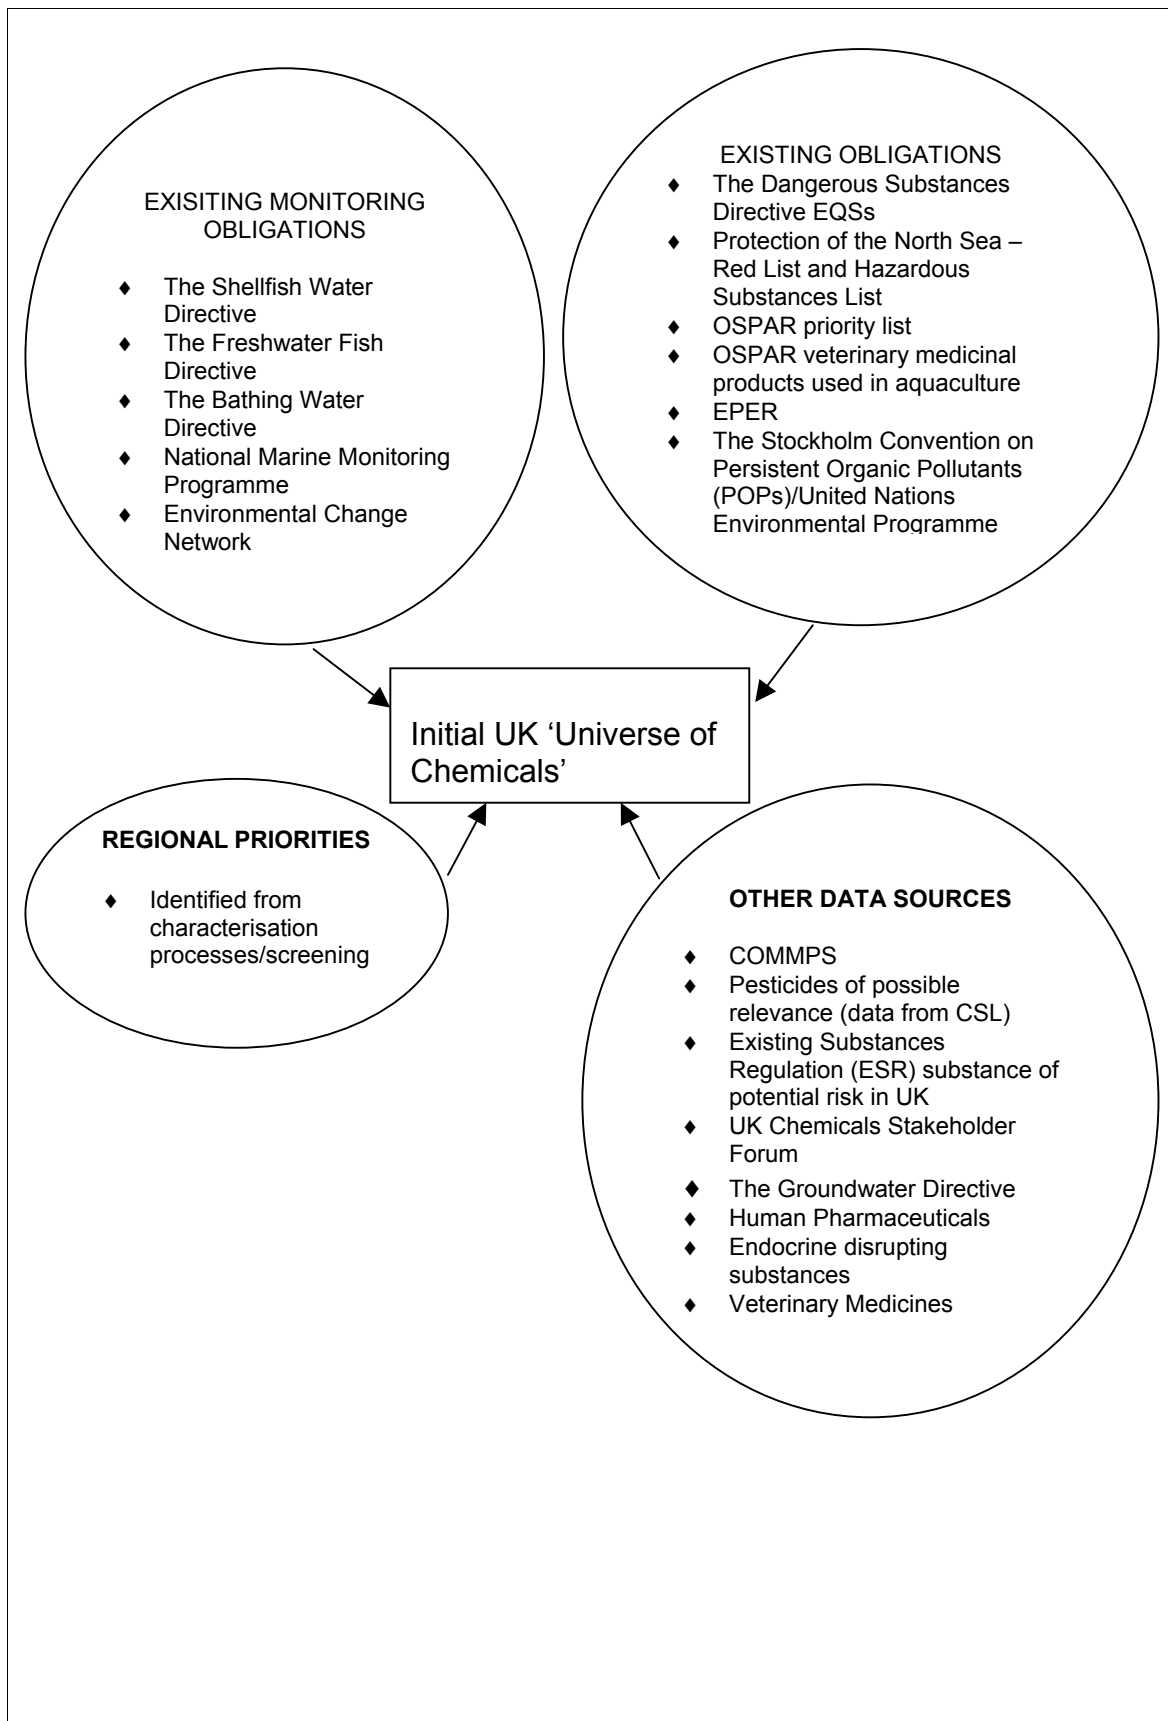 EXISITING MONITORING
OBLIGATIONS
♦ The Shellfish Water
Directive
♦ The Freshwater Fish
Directive
♦ The Bathing Water
Directive
♦ National Marine Monitoring
Programme
♦ Environmental Change
Network
EXISTING OBLIGATIONS
♦ The Dangerous Substances
Directive EQSs
♦ Protection of the North Sea –
Red List and Hazardous
Substances List
♦ OSPAR priority list
♦ OSPAR veterinary medicinal
products used in aquaculture
♦ EPER
♦ The Stockholm Convention on
Persistent Organic Pollutants
(POPs)/United Nations
Environmental Programme
Initial UK ‘Universe of
Chemicals’
REGIONAL PRIORITIES
♦ Identified from
characterisation
processes/screening
OTHER DATA SOURCES
♦ COMMPS
♦ Pesticides of possible
relevance (data from CSL)
♦ Existing Substances
Regulation (ESR) substance of
potential risk in UK
♦ UK Chemicals Stakeholder
Forum
♦ The Groundwater Directive
♦ Human Pharmaceuticals
♦ Endocrine disrupting
substances
♦ Veterinary Medicines